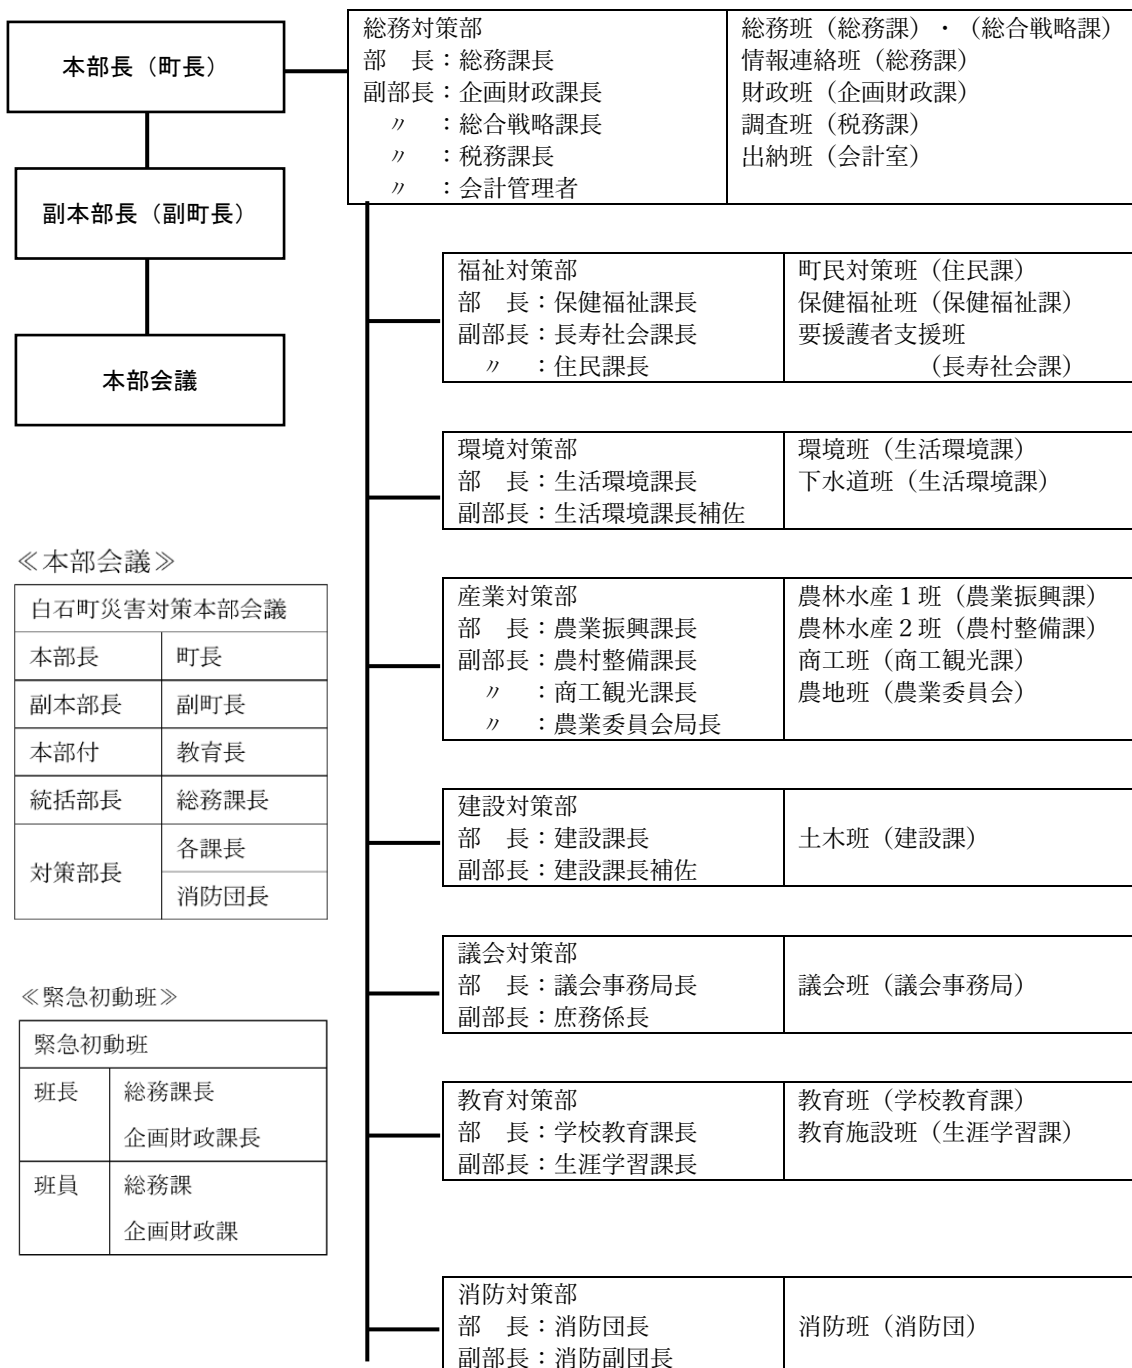 本部長（町長）
副本部長（副町長）
本部会議
総務対策部
部　長：総務課長
副部長：企画財政課長
〃　：総合戦略課長
〃　：税務課長
〃　：会計管理者
総務班（総務課）・（総合戦略課）
情報連絡班（総務課）
財政班（企画財政課）
調査班（税務課）
出納班（会計室）
福祉対策部
部　長：保健福祉課長
副部長：長寿社会課長
〃　：住民課長
町民対策班（住民課）
保健福祉班（保健福祉課）
要援護者支援班
（長寿社会課）
環境対策部
部　長：生活環境課長
副部長：生活環境課長補佐
環境班（生活環境課）
下水道班（生活環境課）
産業対策部
部　長：農業振興課長
副部長：農村整備課長
〃　：商工観光課長
〃　：農業委員会局長
農林水産１班（農業振興課）
農林水産２班（農村整備課）
商工班（商工観光課）
農地班（農業委員会）
建設対策部
部　長：建設課長
副部長：建設課長補佐
土木班（建設課）
議会対策部
部　長：議会事務局長
副部長：庶務係長
議会班（議会事務局）
教育対策部
部　長：学校教育課長
副部長：生涯学習課長
教育班（学校教育課）
教育施設班（生涯学習課）
消防対策部
部　長：消防団長
副部長：消防副団長
消防班（消防団）
≪本部会議≫
白石町災害対策本部会議
本部長　町長
副本部長　副町長
本部付　教育長
統括部長　総務課長
対策部長　各課長
消防団長
≪緊急初動班≫
緊急初動班
班長　総務課長
企画財政課長
班員　総務課
企画財政課